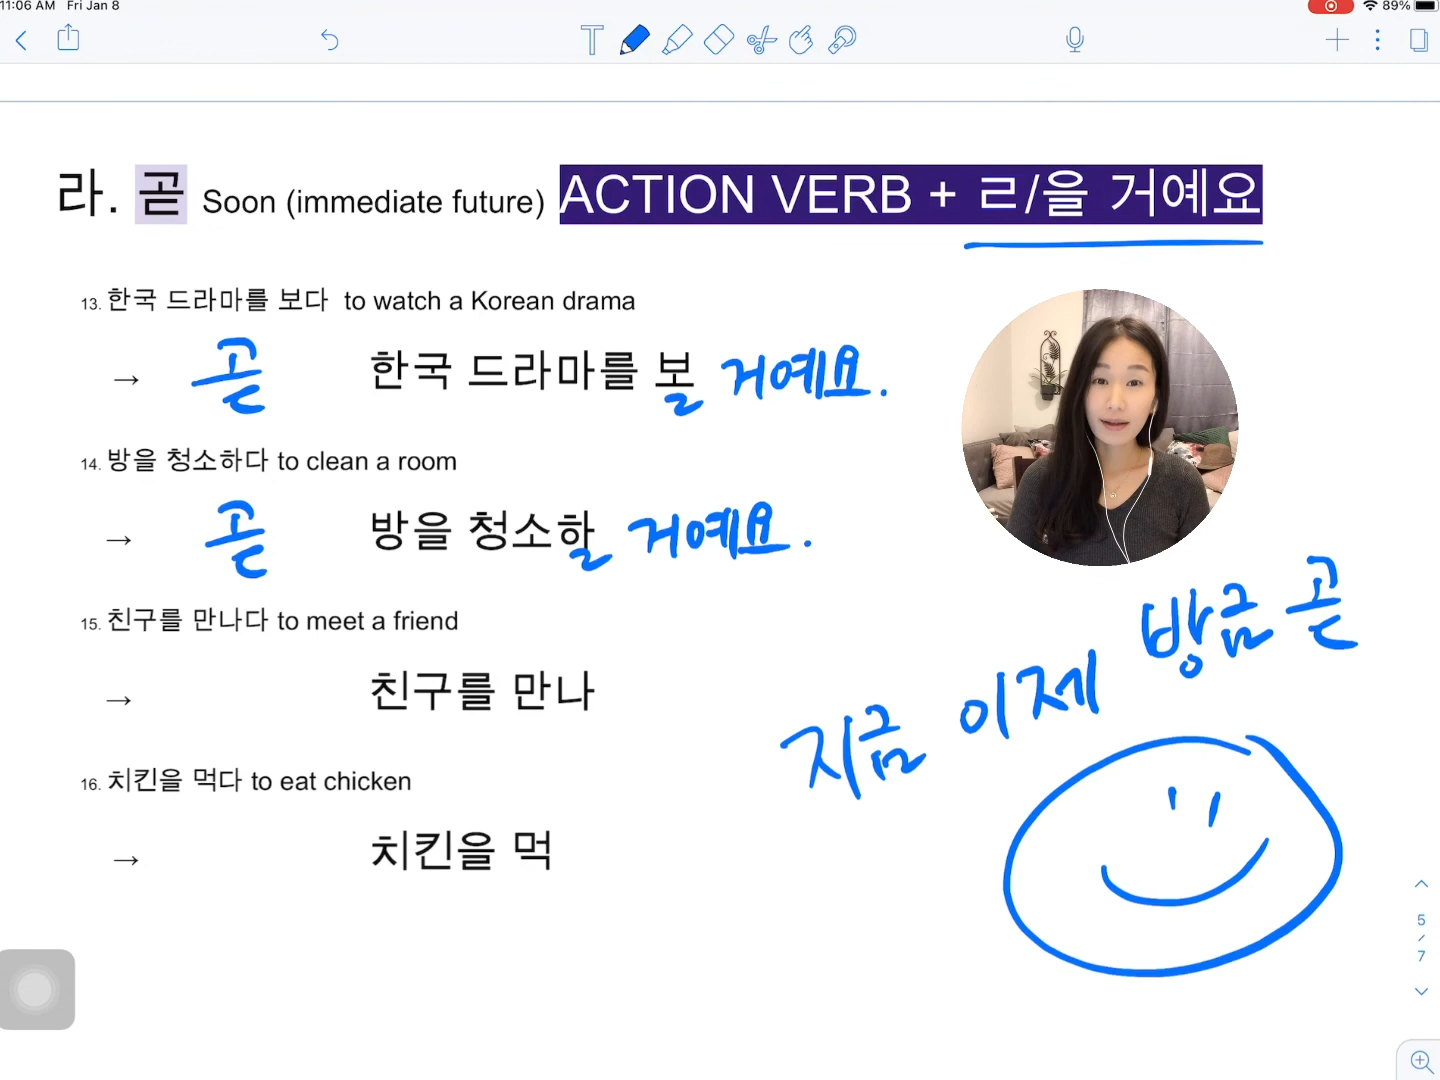 11:06 AM Fri Jan 8
89%
라. 곧 Soon (immediate future) ACTION VERB + ㄹ/을 거예요
13. 한국 드라마를 보다 to watch a Korean drama
→ 곧 한국 드라마를 볼 거예요.
14. 방을 청소하다 to clean a room
→ 곧 방을 청소할 거예요.
15. 친구를 만나다 to meet a friend
→ 친구를 만나
16. 치킨을 먹다 to eat chicken
→ 치킨을 먹
지금 이제 방금 곧
5
/
7